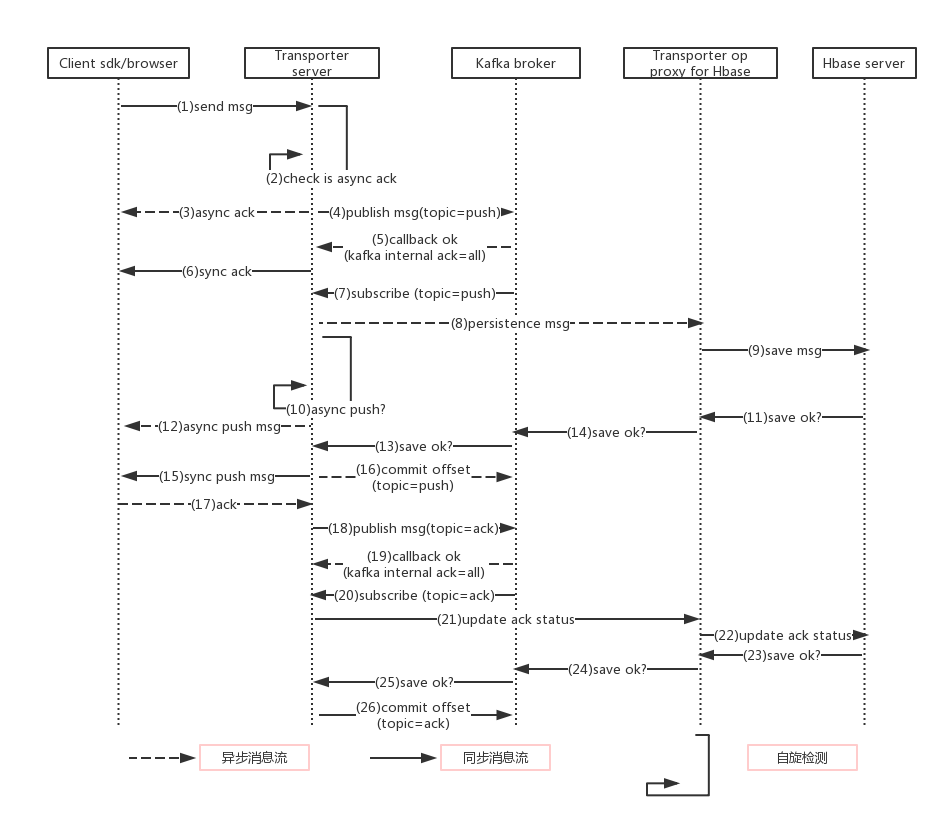 Client sdk/browser
Transporter
server
Kafka broker
Transporter op
proxy for Hbase
Hbase server
(1)send msg
(2)check is async ack
(3)async ack
(4)publish msg(topic=push)
(5)callback ok
(kafka internal ack=all)
(6)sync ack
(7)subscribe (topic=push)
(8)persistence msg
(9)save msg
(10)async push?
(11)save ok?
(12)async push msg
(14)save ok?
(13)save ok?
(15)sync push msg
(16)commit offset
(topic=push)
(17)ack
(18)publish msg(topic=ack)
(19)callback ok
(kafka internal ack=all)
(20)subscribe (topic=ack)
(21)update ack status
(22)update ack status
(23)save ok?
(24)save ok?
(25)save ok?
(26)commit offset
(topic=ack)
异步消息流
同步消息流
自旋检测